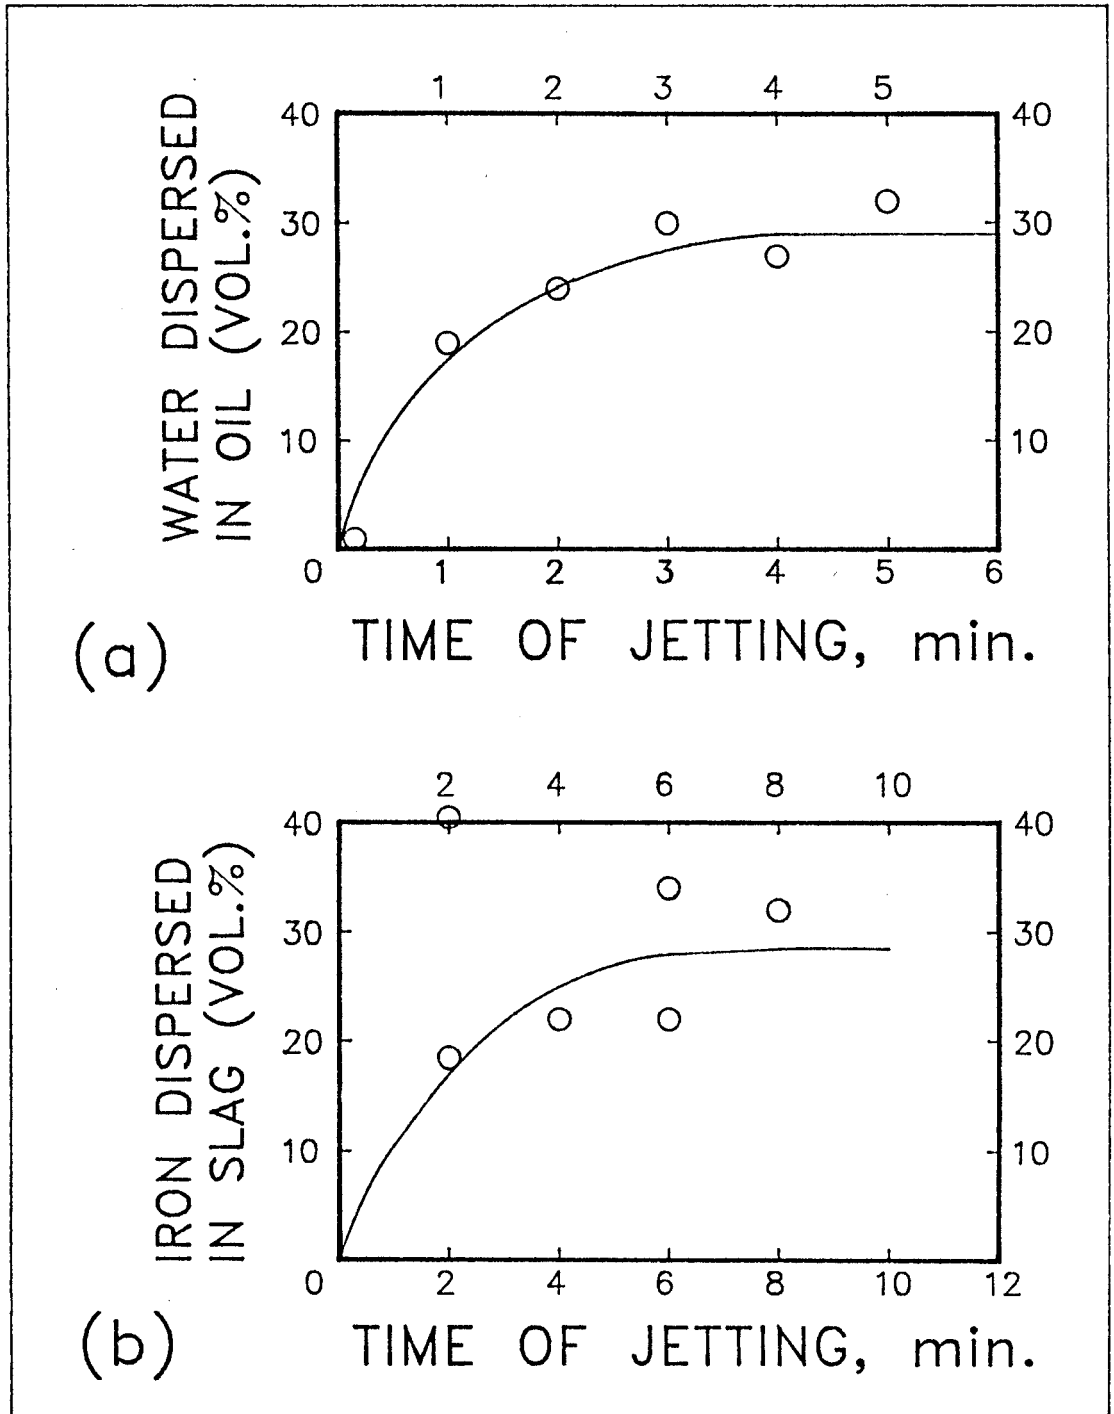 1 2 3 4 5
40 40
30 30
20 20
10 10
0 1 2 3 4 5 6
WATER DISPERSED
IN OIL (VOL.%)
(a)
TIME OF JETTING, min.
2 4 6 8 10
40 40
30 30
20 20
10 10
0 2 4 6 8 10 12
IRON DISPERSED
IN SLAG (VOL.%)
(b)
TIME OF JETTING, min.